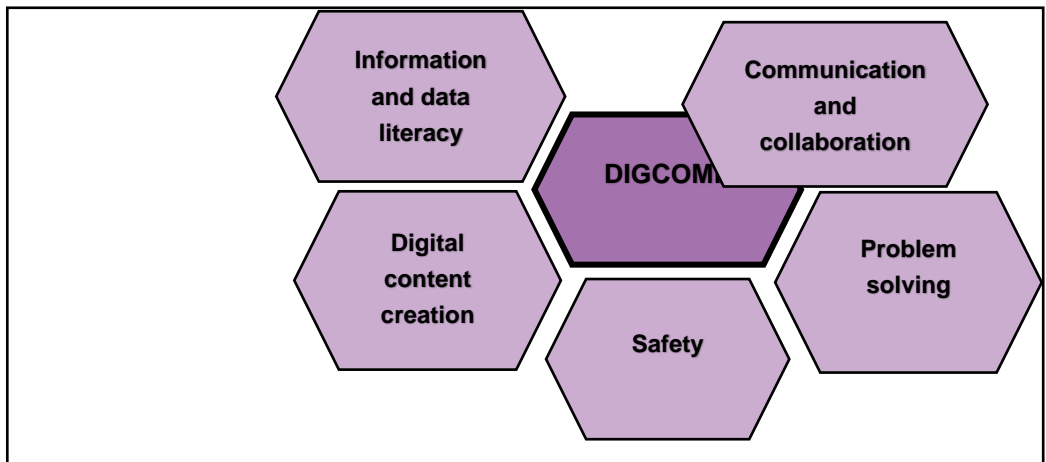 Information
and data
literacy
Communication
and
collaboration
DIGCOM
Digital
content
creation
Problem
solving
Safety